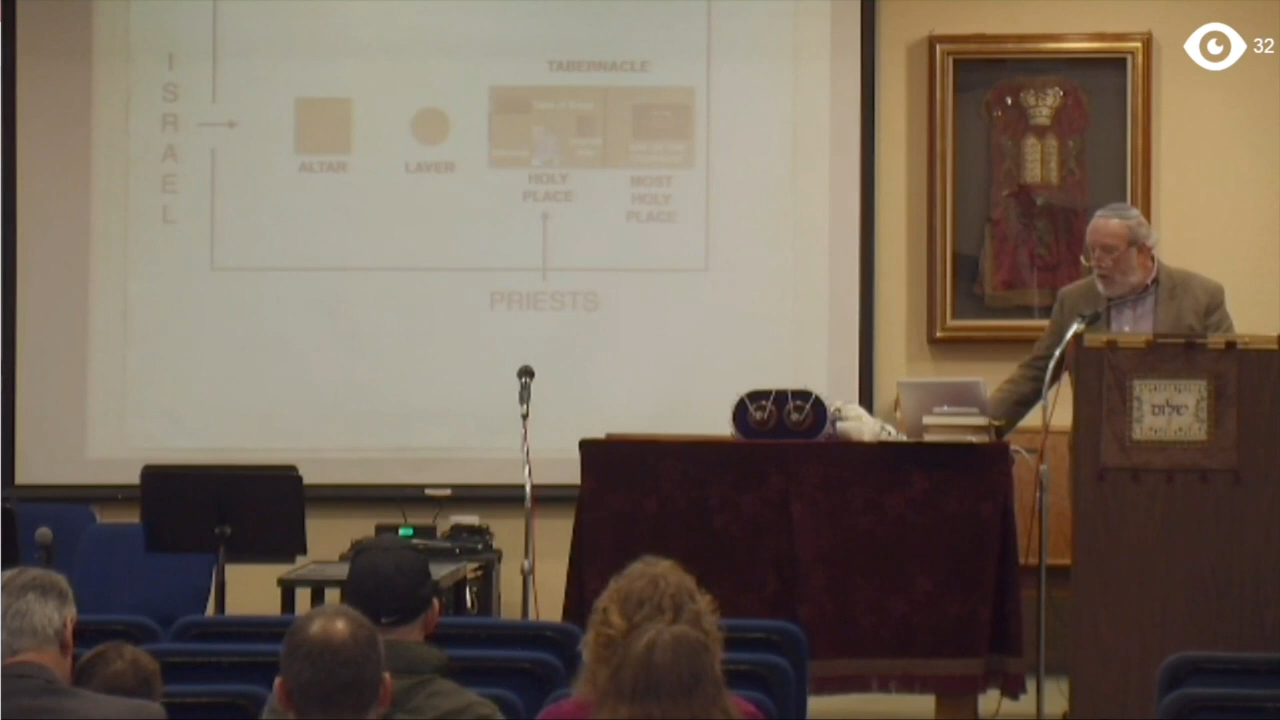 32
ISRAEL
TABERNACLE
ALTAR
LAVER
HOLY
PLACE
MOST
HOLY
PLACE
PRIESTS
שלום